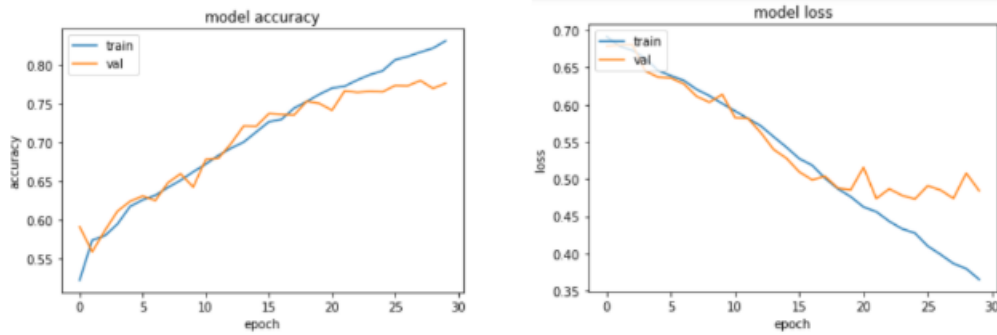 model accuracy
train
val
0.80
0.75
0.70
0.65
0.60
0.55
accuracy
0 5 10 15 20 25 30
epoch
model loss
train
val
0.70
0.65
0.60
0.55
0.50
0.45
0.40
0.35
loss
0 5 10 15 20 25 30
epoch